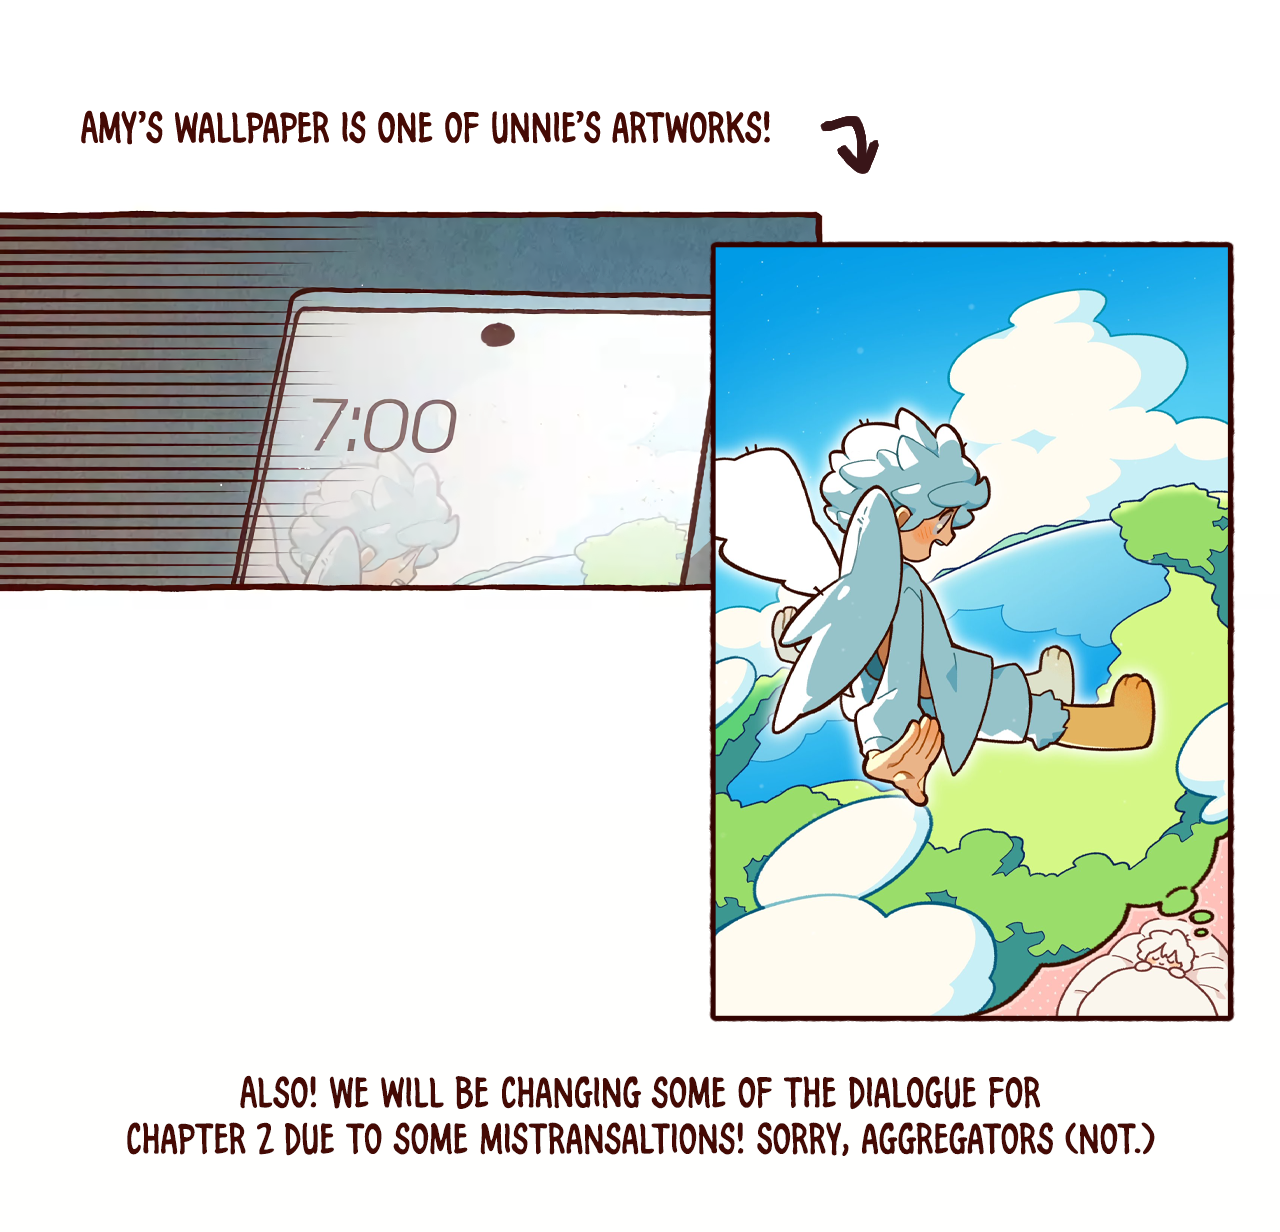 AMY'S WALLPAPER IS ONE OF UNNIE'S ARTWORKS!
7:00
ALSO! WE WILL BE CHANGING SOME OF THE DIALOGUE FOR
CHAPTER 2 DUE TO SOME MISTRANSALTIONS! SORRY, AGGREGATORS (NOT.)